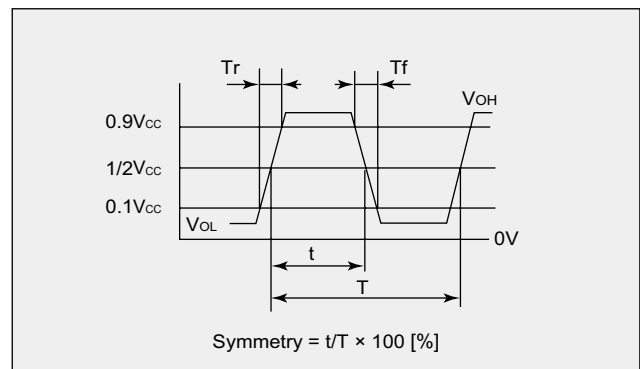 Tr
Tf
VOH
0.9Vcc
1/2Vcc
0.1Vcc
VOL
0V
t
T
Symmetry = t/T × 100 [%]